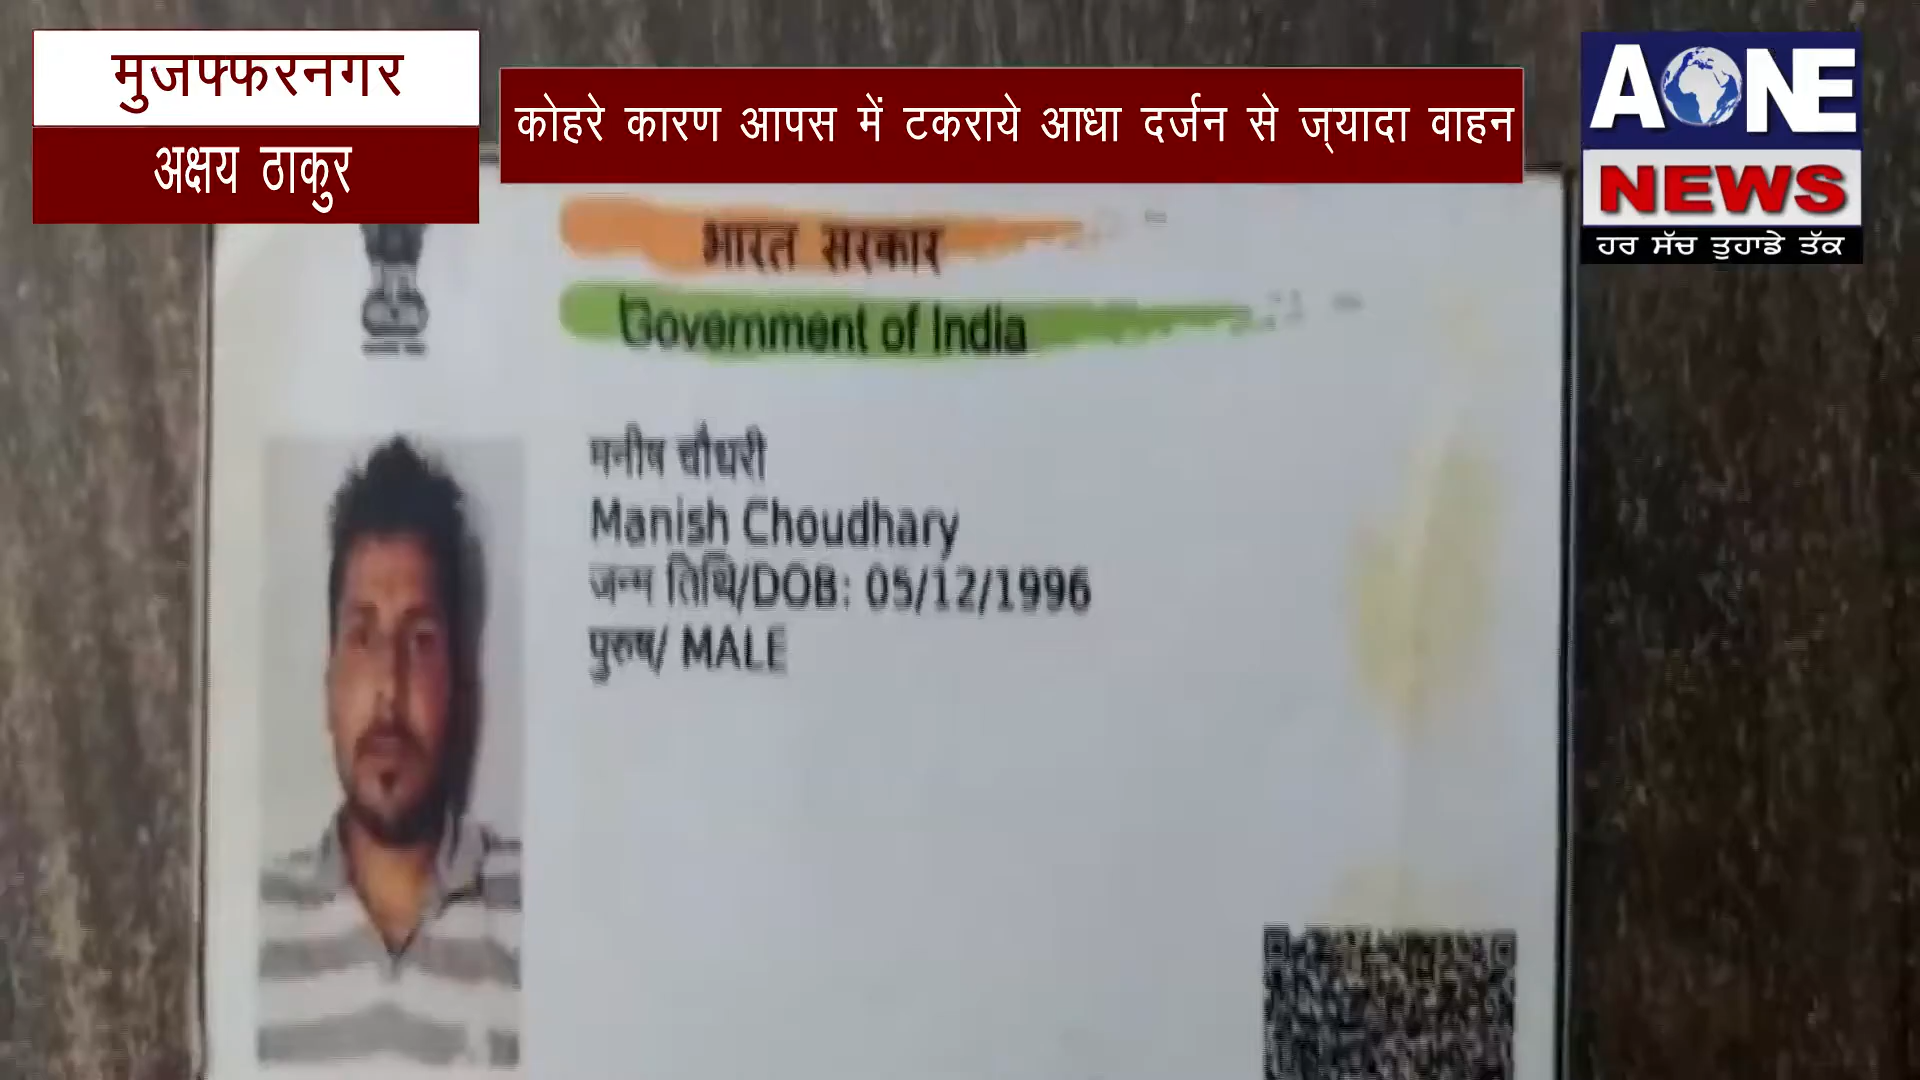 मुजफ्फरनगर
अक्षय ठाकुर
कोहरे कारण आपस में टकराये आधा दर्जन से ज्यादा वाहन
AONE
NEWS
ਹਰ ਸੱਚ ਤੁਹਾਡੇ ਤੱਕ
भारत सरकार
Government of India
मनीष चौधरी
Manish Choudhary
जन्म तिथि/DOB: 05/12/1996
पुरुष/ MALE